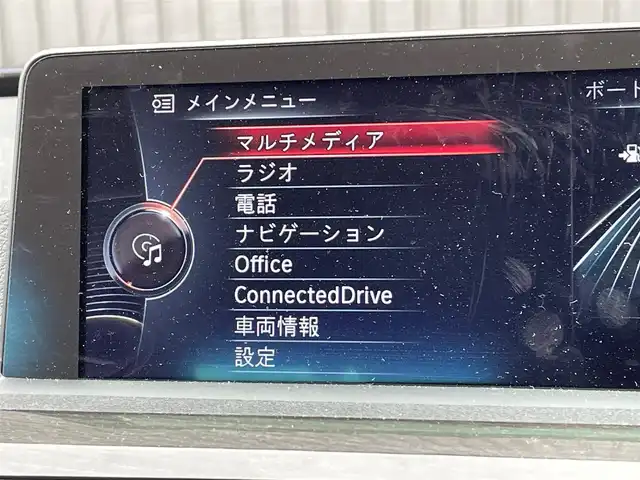 メインメニュー
ボート
マルチメディア
ラジオ
電話
ナビゲーション
Office
ConnectedDrive
車両情報
設定